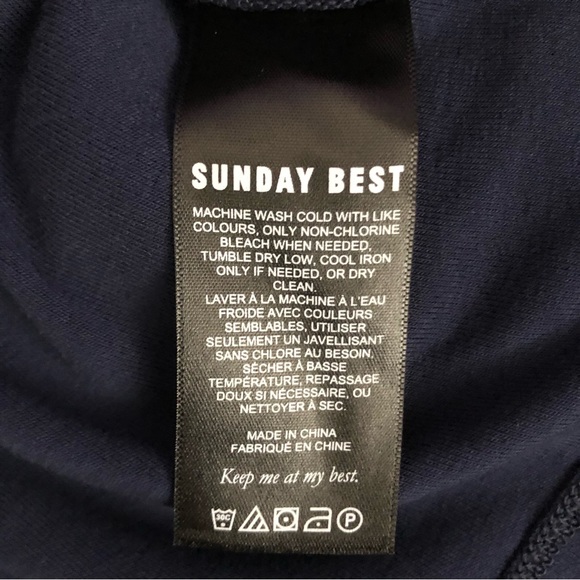 SUNDAY BEST
MACHINE WASH COLD WITH LIKE
COLOURS, ONLY NON-CHLORINE
BLEACH WHEN NEEDED,
TUMBLE DRY LOW, COOL IRON
ONLY IF NEEDED, OR DRY
CLEAN.
LAVER À LA MACHINE À L'EAU
FROIDE AVEC COULEURS
SEMBLABLES, UTILISER
SEULEMENT UN JAVELLISANT
SANS CHLORE AU BESOIN,
SÉCHER À BASSE
TEMPÉRATURE, REPASSAGE
DOUX SI NÉCESSAIRE, OU
NETTOYER À SEC.
MADE IN CHINA
FABRIQUÉ EN CHINE
Keep me at my best.
30C P